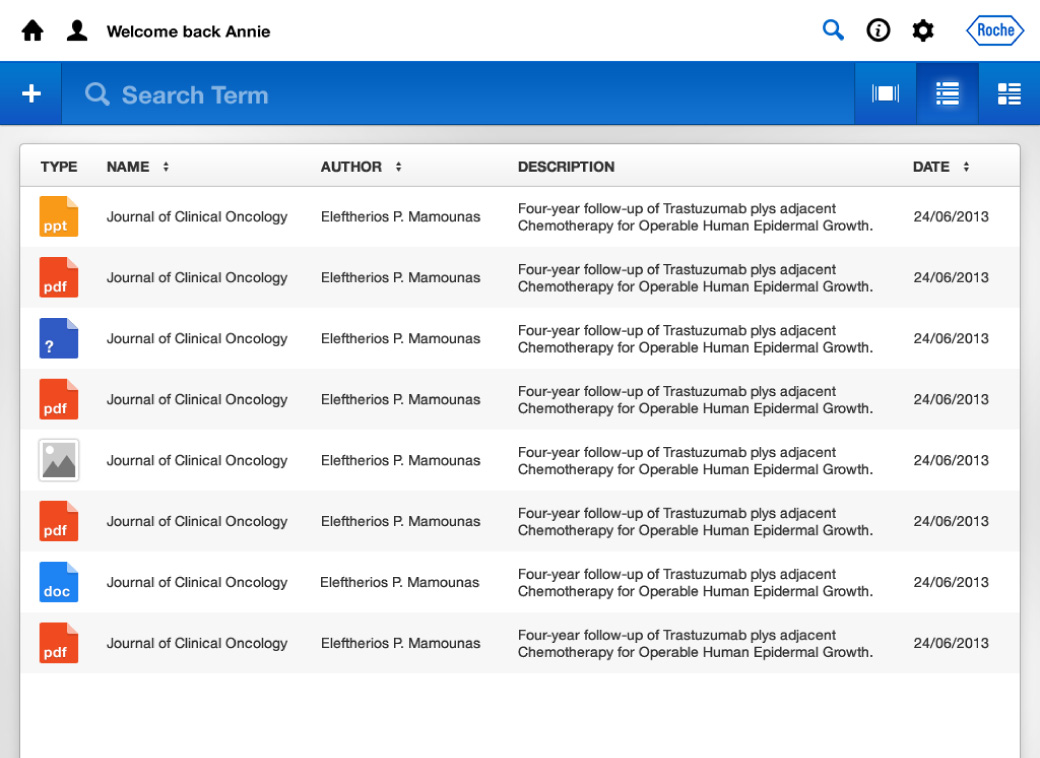 Welcome back Annie
Roche
Search Term
TYPE NAME AUTHOR DESCRIPTION DATE
ppt Journal of Clinical Oncology Eleftherios P. Mamounas Four-year follow-up of Trastuzumab plys adjacent
Chemotherapy for Operable Human Epidermal Growth. 24/06/2013
pdf Journal of Clinical Oncology Eleftherios P. Mamounas Four-year follow-up of Trastuzumab plys adjacent
Chemotherapy for Operable Human Epidermal Growth. 24/06/2013
? Journal of Clinical Oncology Eleftherios P. Mamounas Four-year follow-up of Trastuzumab plys adjacent
Chemotherapy for Operable Human Epidermal Growth. 24/06/2013
pdf Journal of Clinical Oncology Eleftherios P. Mamounas Four-year follow-up of Trastuzumab plys adjacent
Chemotherapy for Operable Human Epidermal Growth. 24/06/2013
Journal of Clinical Oncology Eleftherios P. Mamounas Four-year follow-up of Trastuzumab plys adjacent
Chemotherapy for Operable Human Epidermal Growth. 24/06/2013
pdf Journal of Clinical Oncology Eleftherios P. Mamounas Four-year follow-up of Trastuzumab plys adjacent
Chemotherapy for Operable Human Epidermal Growth. 24/06/2013
doc Journal of Clinical Oncology Eleftherios P. Mamounas Four-year follow-up of Trastuzumab plys adjacent
Chemotherapy for Operable Human Epidermal Growth. 24/06/2013
pdf Journal of Clinical Oncology Eleftherios P. Mamounas Four-year follow-up of Trastuzumab plys adjacent
Chemotherapy for Operable Human Epidermal Growth. 24/06/2013